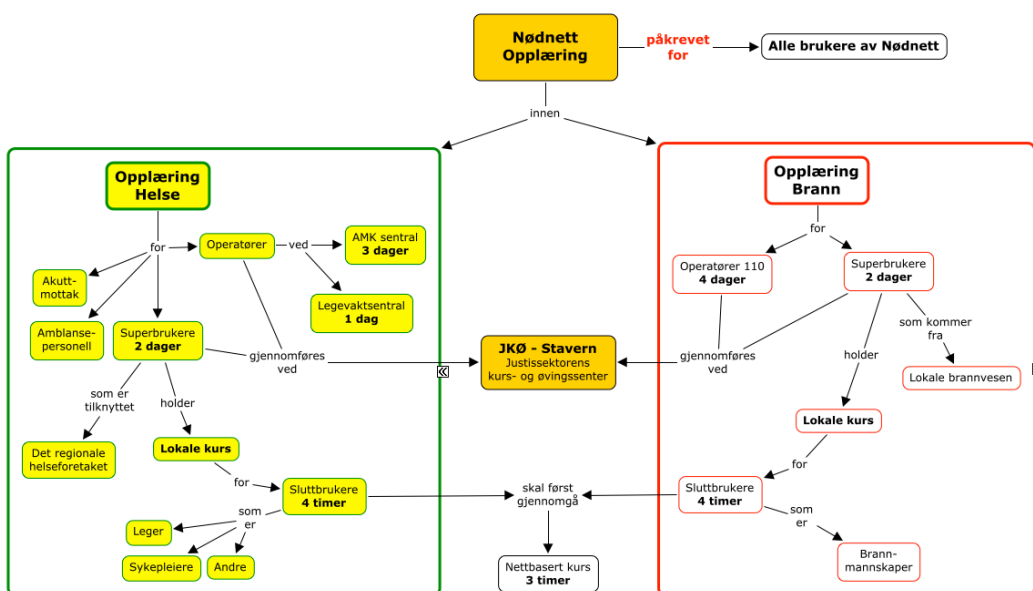 Nødnett
Opplæring
påkrevet
for
Alle brukere av Nødnett
innen
Opplæring
Helse
for
Operatører
ved
AMK sentral
3 dager
Legevaktsentral
1 dag
Akutt-
mottak
Amblanse-
personell
Superbrukere
2 dager
gjennomføres
ved
som er
tilknyttet
holder
Det regionale
helseforetaket
Lokale kurs
for
Sluttbrukere
4 timer
som
er
Leger
Sykepleiere
Andre
JKØ - Stavern
Justissektorens
kurs- og øvingssenter
skal først
gjennomgå
Nettbasert kurs
3 timer
Opplæring
Brann
for
Operatører 110
4 dager
Superbrukere
2 dager
gjennomføres
ved
holder
som kommer
fra
Lokale brannvesen
Lokale kurs
for
Sluttbrukere
4 timer
som
er
Brann-
mannskaper